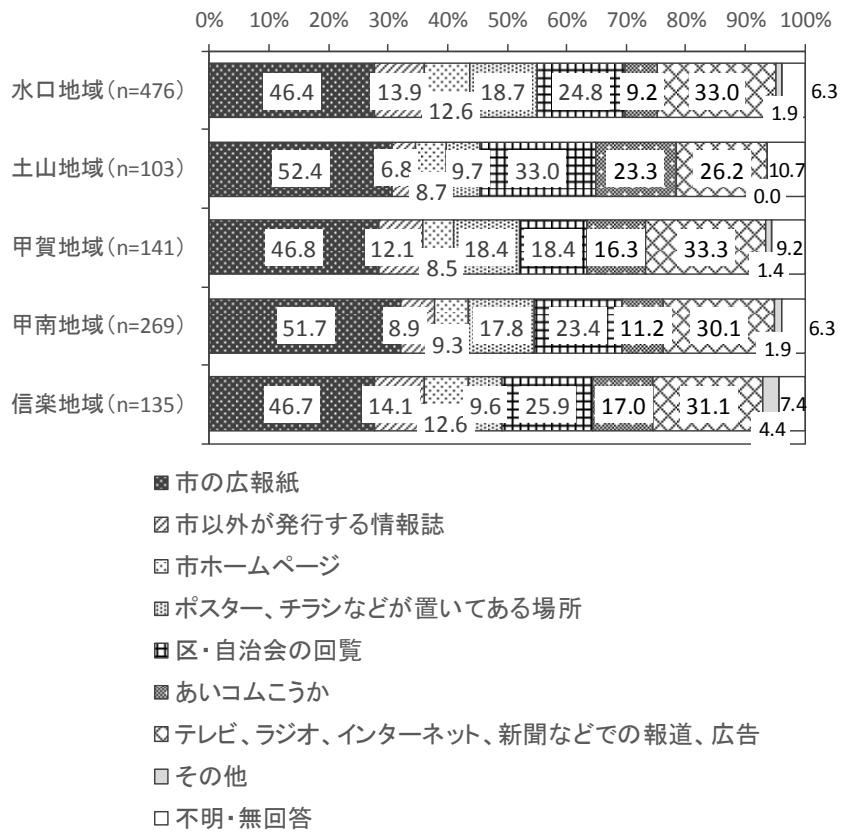 0% 10% 20% 30% 40% 50% 60% 70% 80% 90% 100%
水口地域(n=476) 46.4 13.9 12.6 18.7 24.8 9.2 33.0 1.9 6.3
土山地域(n=103) 52.4 6.8 8.7 9.7 33.0 23.3 26.2 0.0 10.7
甲賀地域(n=141) 46.8 12.1 8.5 18.4 18.4 16.3 33.3 1.4 9.2
甲南地域(n=269) 51.7 8.9 9.3 17.8 23.4 11.2 30.1 1.9 6.3
信楽地域(n=135) 46.7 14.1 12.6 9.6 25.9 17.0 31.1 4.4 7.4
市の広報紙
市以外が発行する情報誌
市ホームページ
ポスター、チラシなどが置いてある場所
区・自治会の回覧
あいコムこうか
テレビ、ラジオ、インターネット、新聞などでの報道、広告
その他
不明・無回答